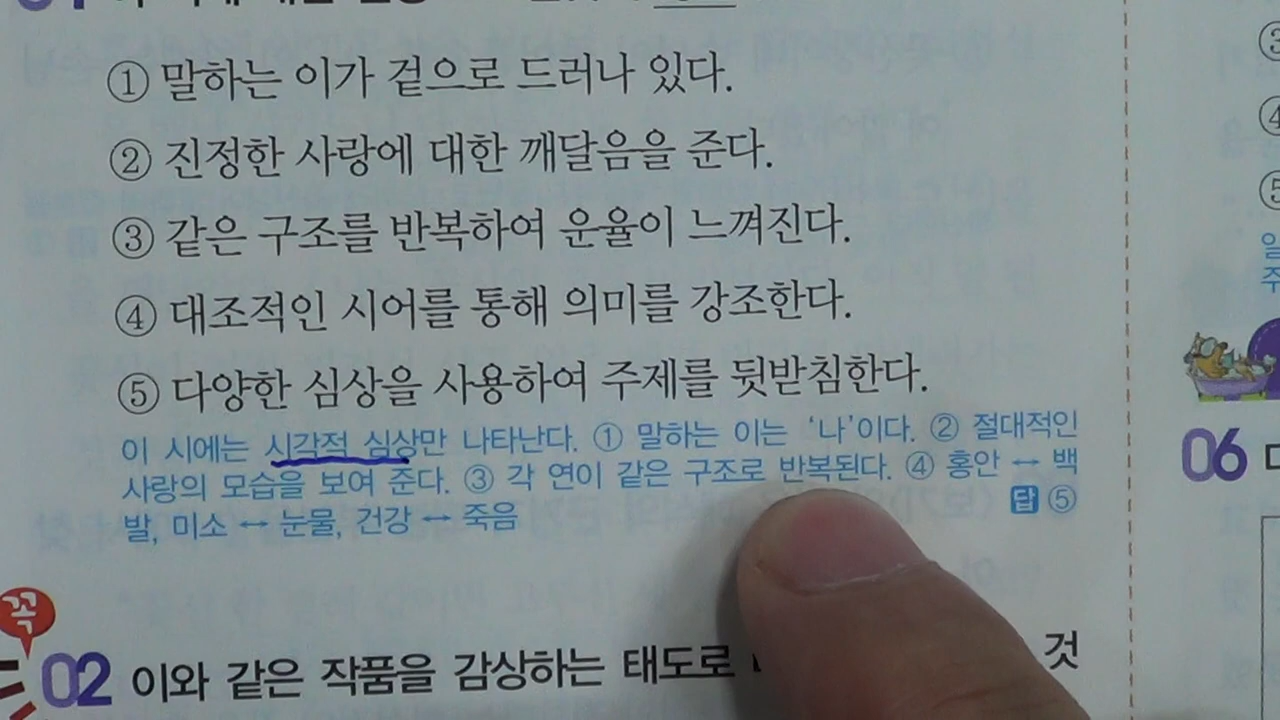 ① 말하는 이가 겉으로 드러나 있다.
② 진정한 사랑에 대한 깨달음을 준다.
③ 같은 구조를 반복하여 운율이 느껴진다.
④ 대조적인 시어를 통해 의미를 강조한다.
⑤ 다양한 심상을 사용하여 주제를 뒷받침한다.
이 시에는 시각적 심상만 나타난다. ① 말하는 이는 ‘나’이다. ② 절대적인
사랑의 모습을 보여 준다. ③ 각 연이 같은 구조로 반복된다. ④ 홍안 ↔ 백
발, 미소 ↔ 눈물, 건강 ↔ 죽음 답 ⑤
꼭
02 이와 같은 작품을 감상하는 태도로 것
③
④
⑤
일
주
06